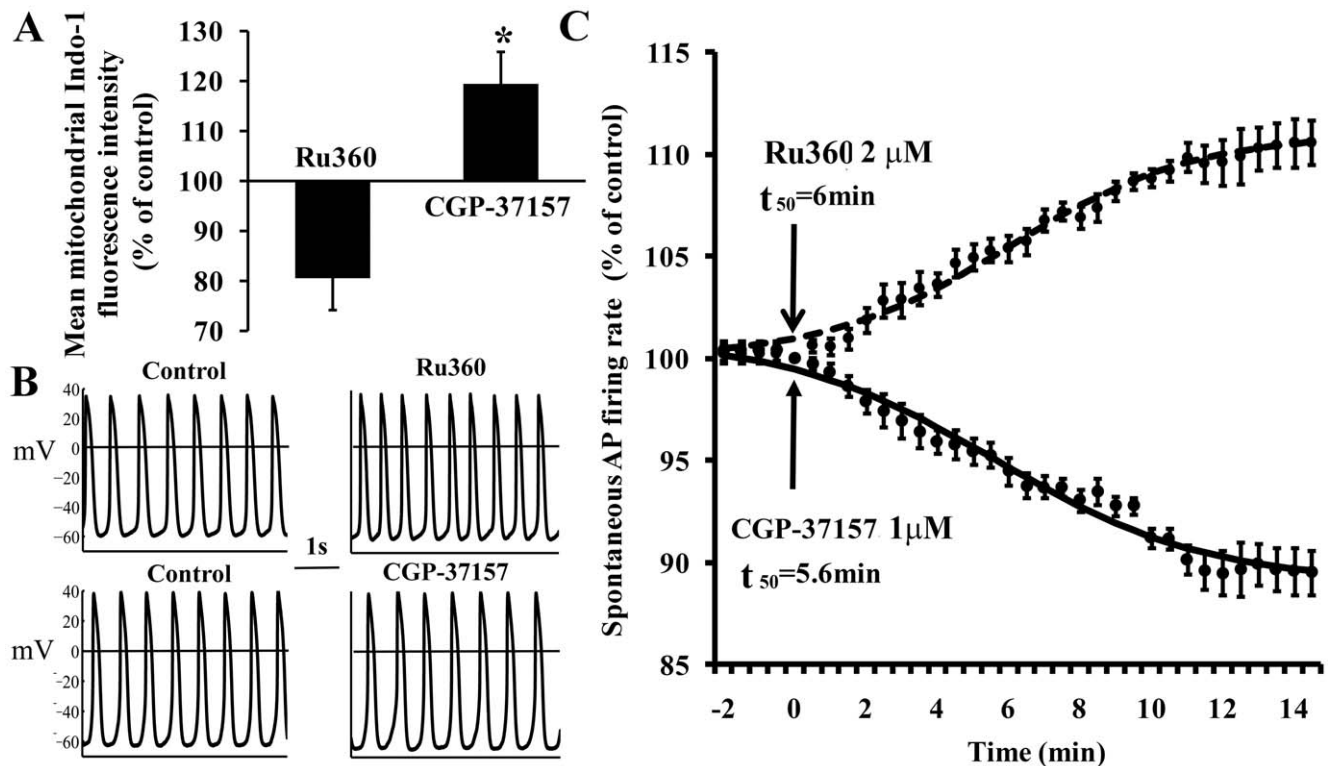 A
Mean mitochondrial Indo-1
fluorescence intensity
(% of control)
130
120
110
100
90
80
70
Ru360
*
CGP-37157
B
Control
Ru360
mV
40
20
0
−20
−40
−60
1s
Control
CGP-37157
mV
40
20
0
-20
-40
-60
C
Spontaneous AP firing rate (% of control)
115
110
105
100
95
90
85
Ru360 2 µM
t50=6min
CGP-37157 1µM
t50=5.6min
-2 0 2 4 6 8 10 12 14
Time (min)